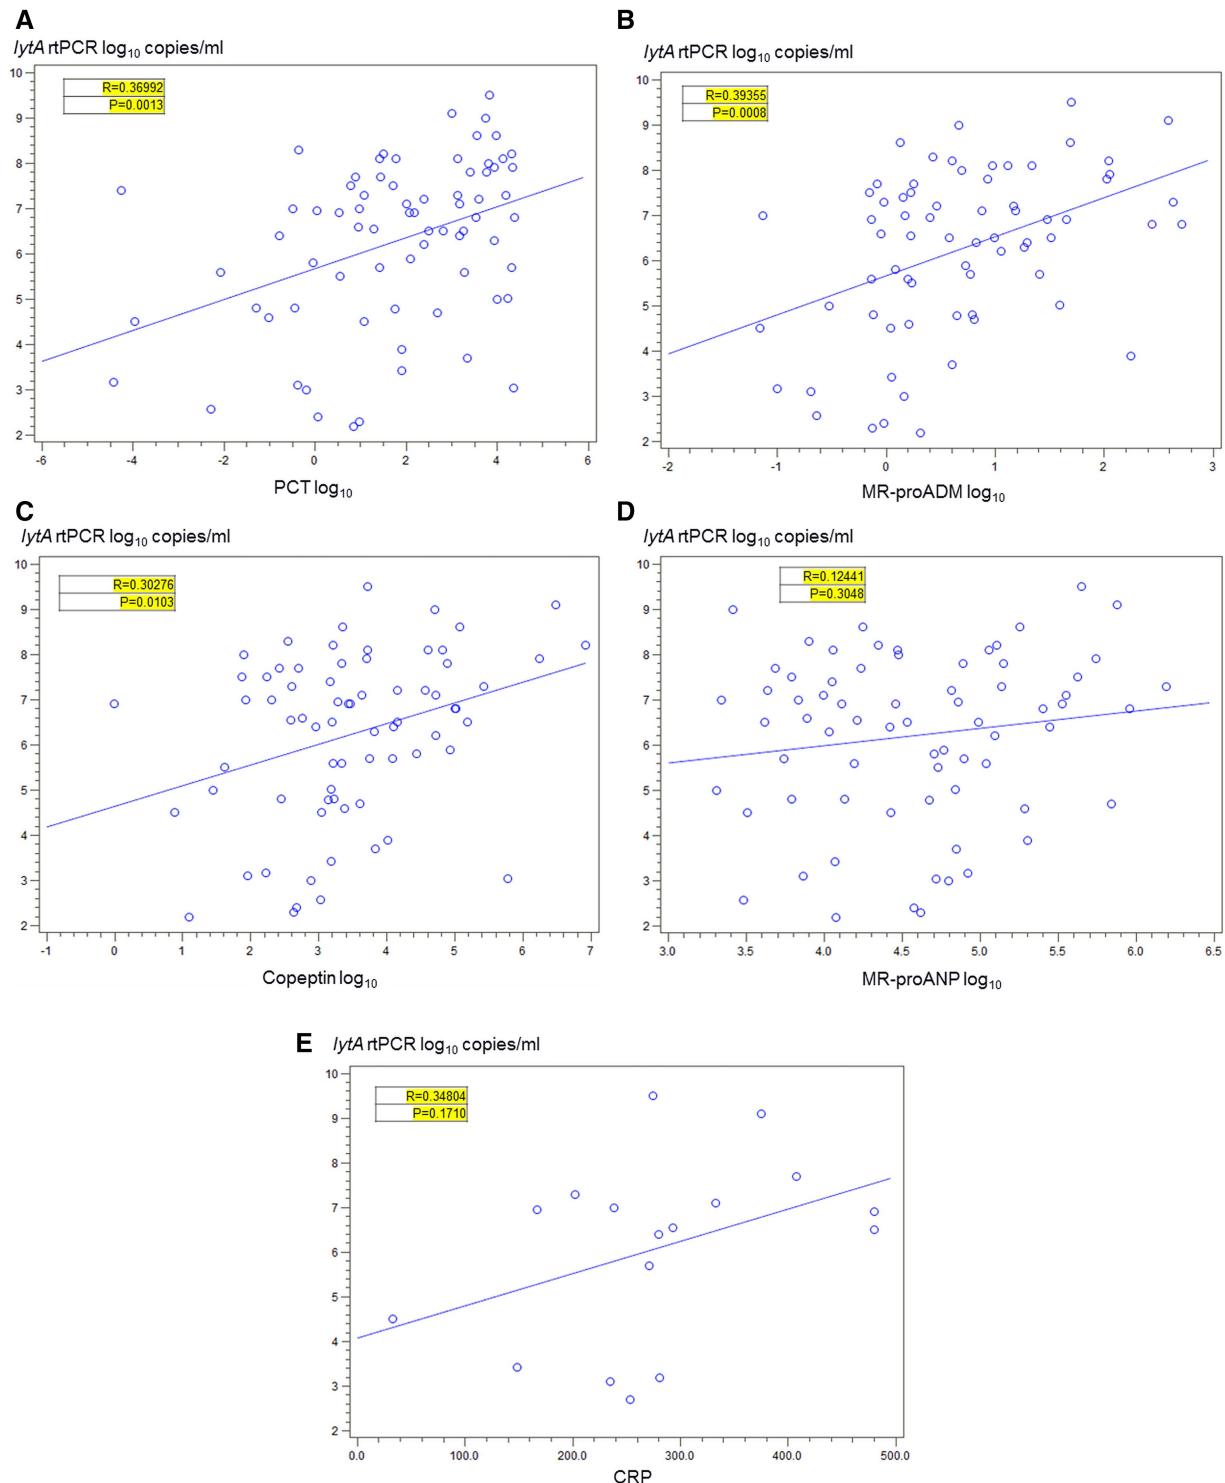 A
lytA rtPCR log10 copies/ml
R=0.36992
P=0.0013
10
9
8
7
6
5
4
3
2
-6 -4 -2 0 2 4 6
PCT log10
B
lytA rtPCR log10 copies/ml
R=0.39355
P=0.0008
10
9
8
7
6
5
4
3
2
-2 -1 0 1 2 3
MR-proADM log10
C
lytA rtPCR log10 copies/ml
R=0.30276
P=0.0103
10
9
8
7
6
5
4
3
2
-1 0 1 2 3 4 5 6 7
Copeptin log10
D
lytA rtPCR log10 copies/ml
R=0.12441
P=0.3048
10
9
8
7
6
5
4
3
2
3.0 3.5 4.0 4.5 5.0 5.5 6.0 6.5
MR-proANP log10
E
lytA rtPCR log10 copies/ml
R=0.34804
P=0.1710
10
9
8
7
6
5
4
3
2
0.0 100.0 200.0 300.0 400.0 500.0
CRP